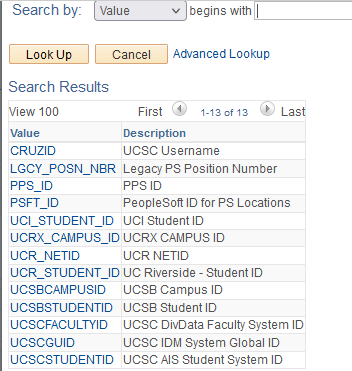 Search by: Value begins with
Look Up Cancel Advanced Lookup
Search Results
View 100 First 1-13 of 13 Last
Value Description
CRUZID UCSC Username
LGCY_POSN_NBR Legacy PS Position Number
PPS_ID PPS ID
PSFT_ID PeopleSoft ID for PS Locations
UCI_STUDENT_ID UCI Student ID
UCRX_CAMPUS_ID UCRX CAMPUS ID
UCR_NETID UCR NETID
UCR_STUDENT_ID UC Riverside - Student ID
UCSBCAMPUSID UCSB Campus ID
UCSBSTUDENTID UCSB Student ID
UCSCFACULTYID UCSC DivData Faculty System ID
UCSCGUID UCSC IDM System Global ID
UCSCSTUDENTID UCSC AIS Student System ID